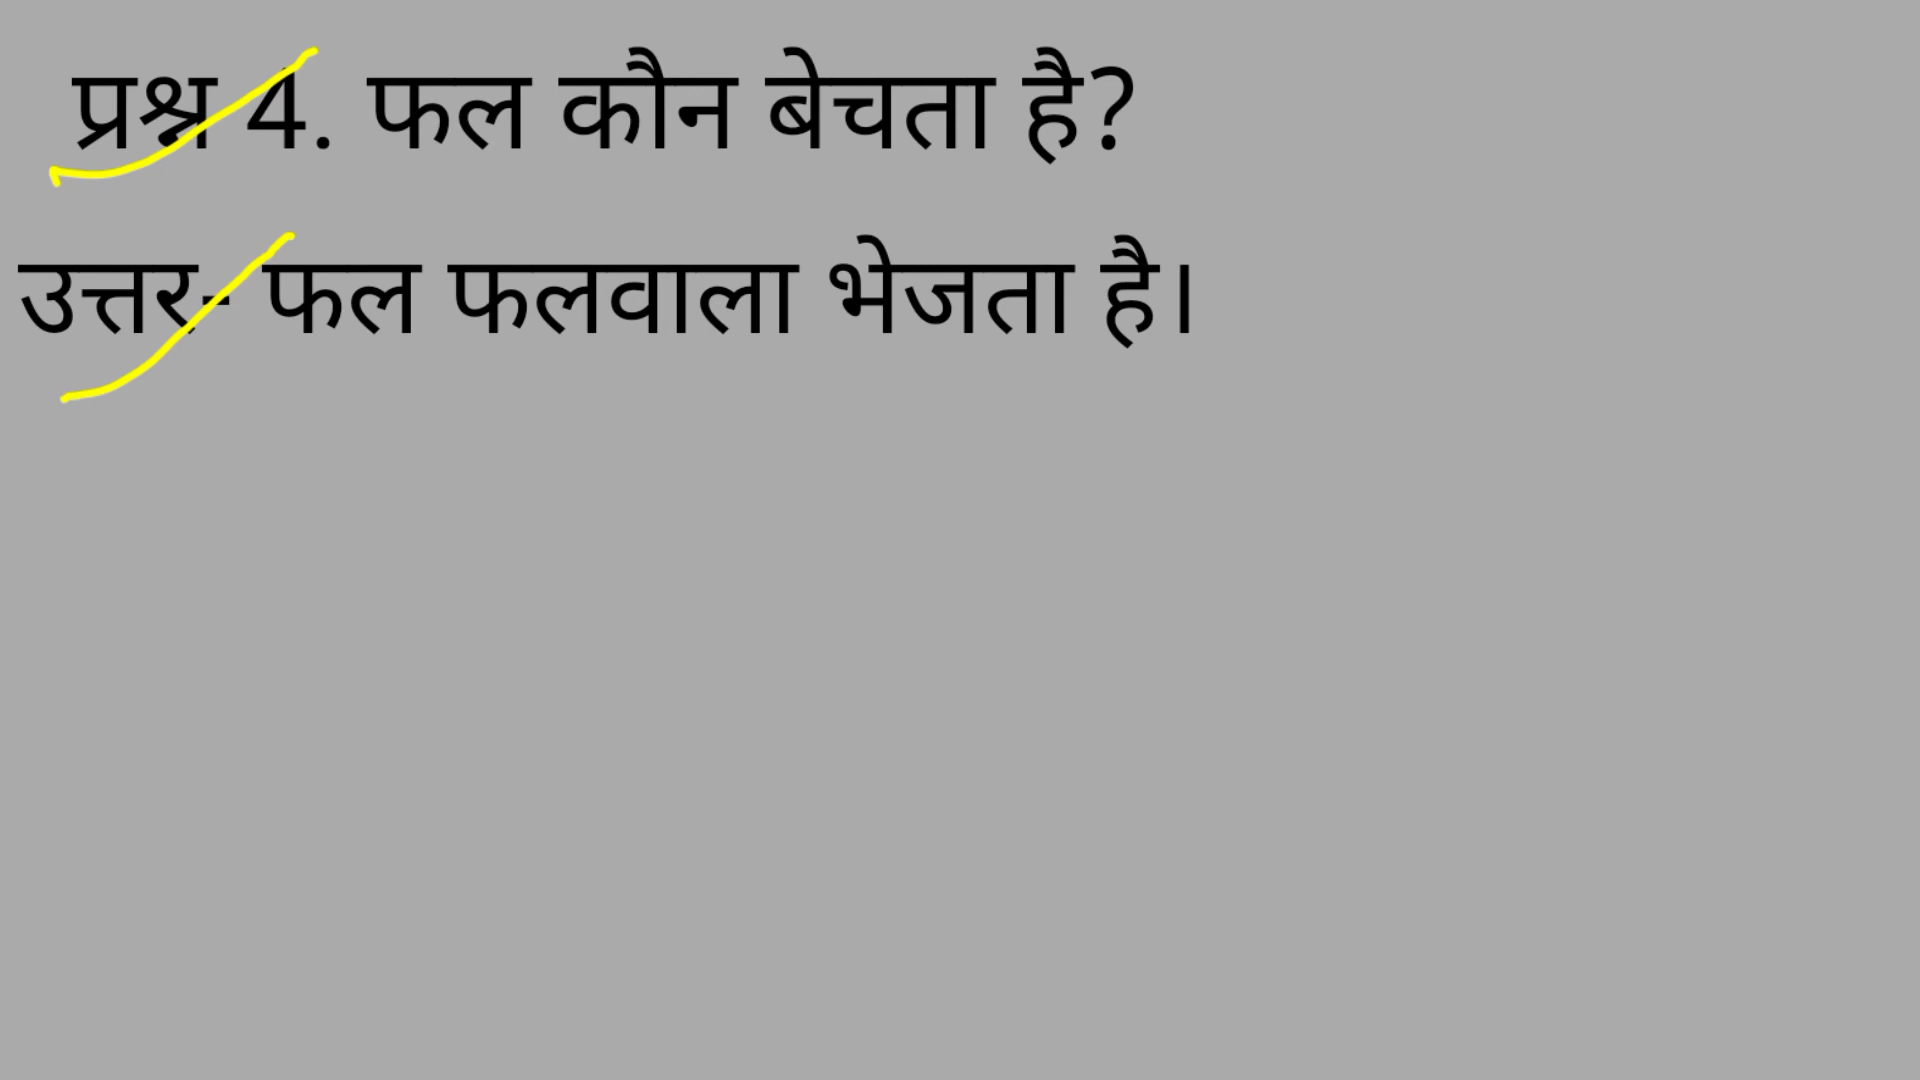 प्रश्न 4. फल कौन बेचता है?
उत्तर- फल फलवाला भेजता है।